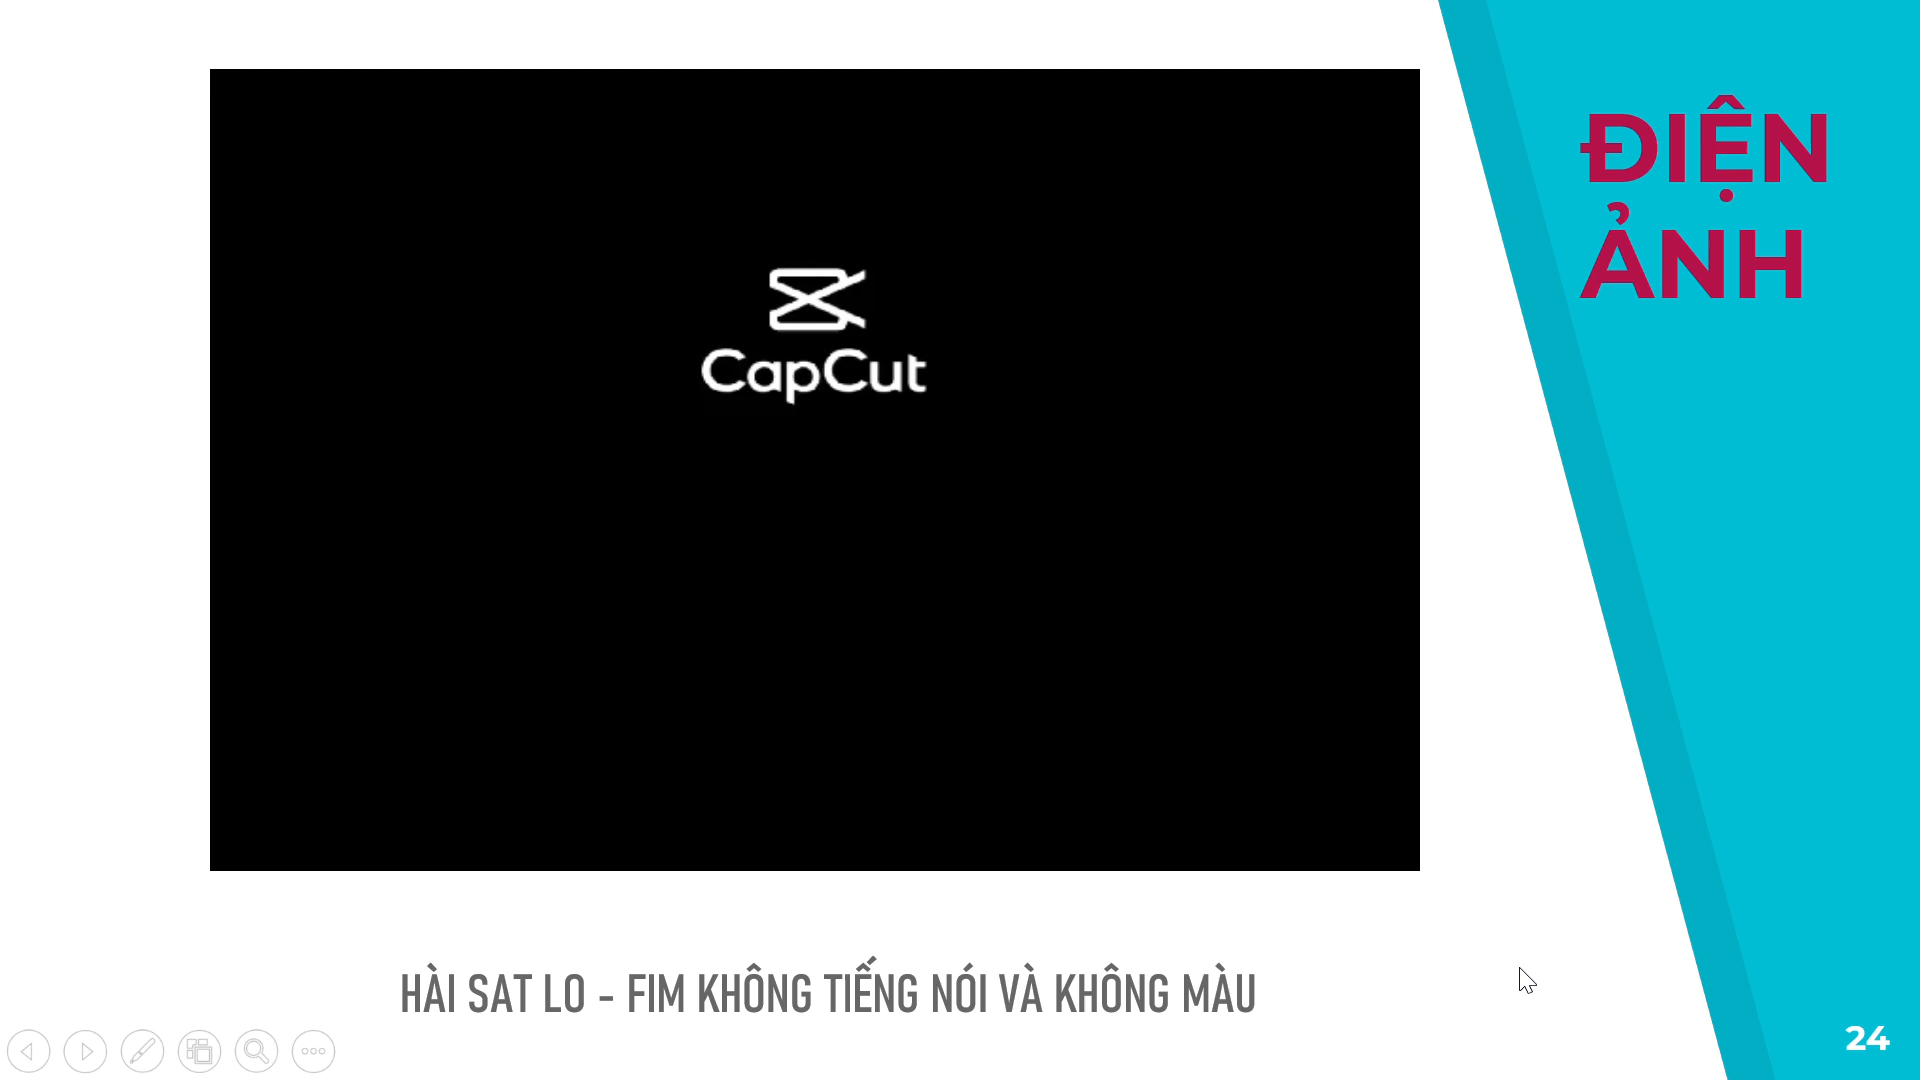 ĐIỆN
ẢNH
CapCut
HÀI SAT LO - FIM KHÔNG TIẾNG NÓI VÀ KHÔNG MÀU
24